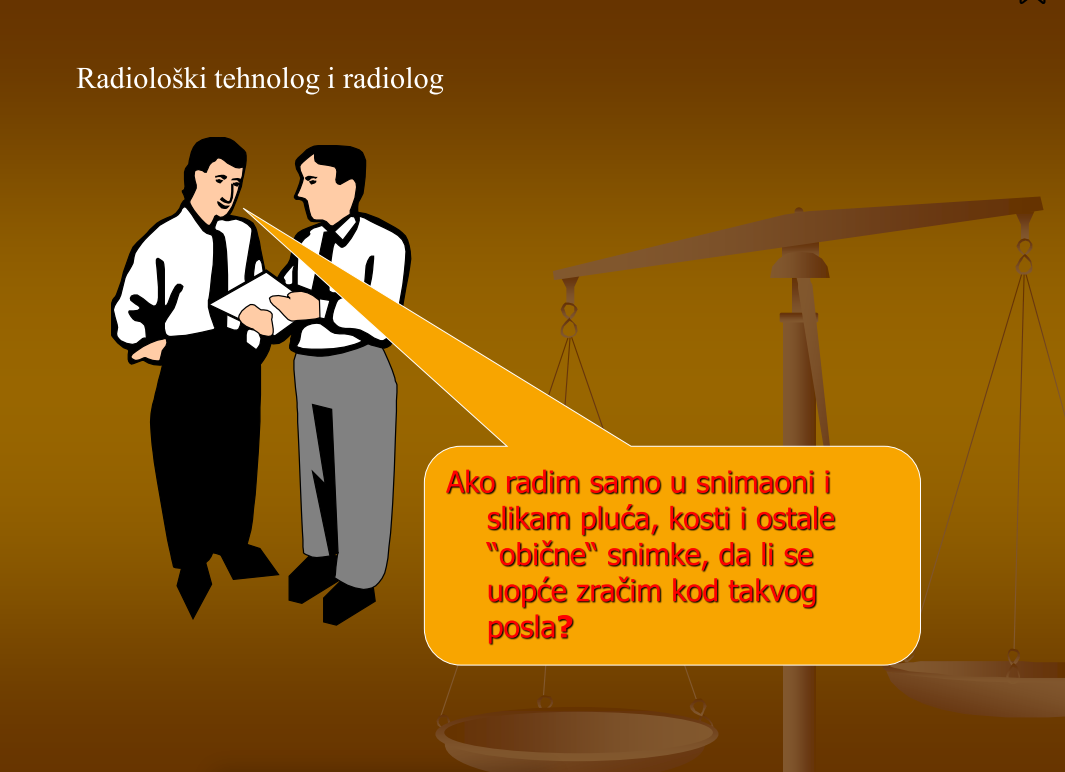 Radiološki tehnolog i radiolog
Ako radim samo u snimaoni i
slikam pluća, kosti i ostale
“obične“ snimke, da li se
uopće zračim kod takvog
posla?